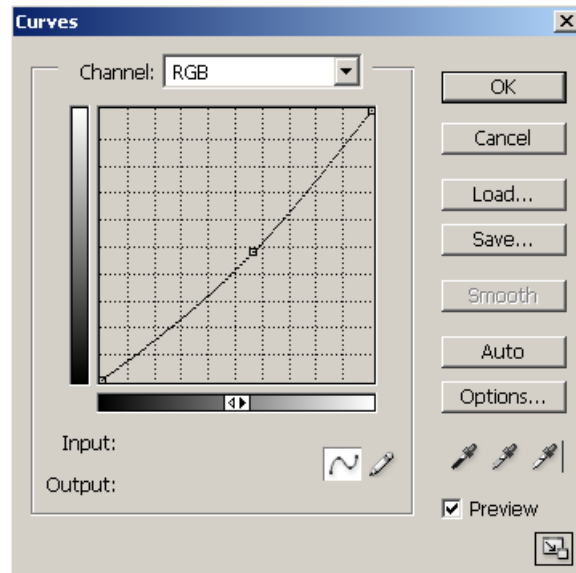 Curves
Channel: RGB
OK
Cancel
Load...
Save...
Smooth
Auto
Options...
Input:
Output:
Preview